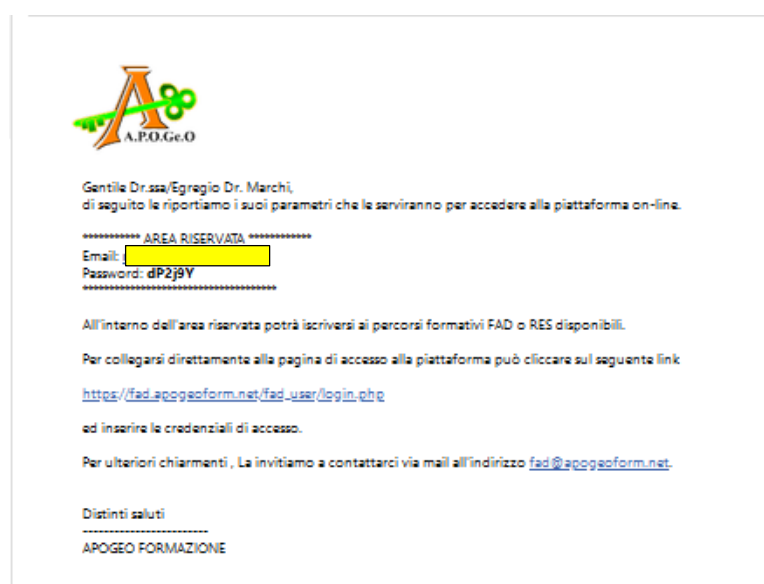 A.P.O.Ge.O
Gentile Dr.ssa/Egregio Dr. Marchi,
di seguito le riportiamo i suoi parametri che le serviranno per accedere alla piattaforma on-line.
*********** AREA RISERVATA ************
Email:
Password: dP2j9Y
*************************************
All'interno dell'area riservata potrà iscriversi ai percorsi formativi FAD o RES disponibili.
Per collegarsi direttamente alla pagina di accesso alla piattaforma può cliccare sul seguente link
https://fad.apogeoform.net/fad_user/login.php
ed inserire le credenziali di accesso.
Per ulteriori chiarmenti , La invitiamo a contattarci via mail all'indirizzo fad@apogeoform.net.
Distinti saluti
------------------------
APOGEO FORMAZIONE